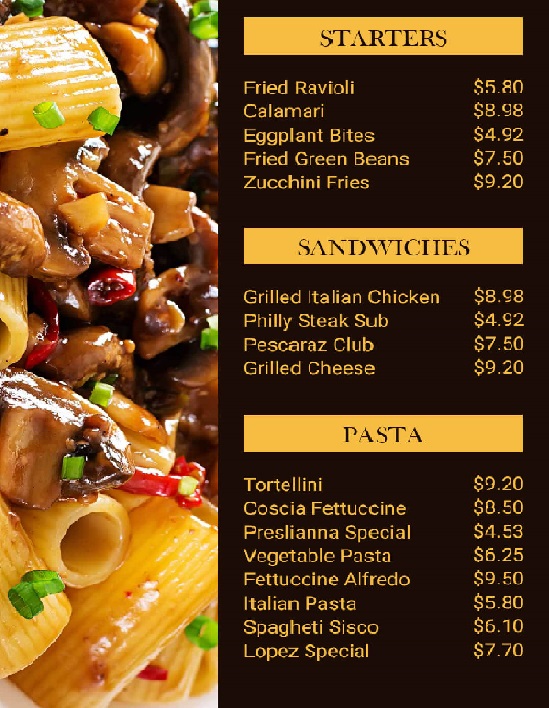 STARTERS
Fried Ravioli $5.80
Calamari $8.98
Eggplant Bites $4.92
Fried Green Beans $7.50
Zucchini Fries $9.20
SANDWICHES
Grilled Italian Chicken $8.98
Philly Steak Sub $4.92
Pescaraz Club $7.50
Grilled Cheese $9.20
PASTA
Tortellini $9.20
Coscia Fettuccine $8.50
Preslianna Special $4.53
Vegetable Pasta $6.25
Fettuccine Alfredo $9.50
Italian Pasta $5.80
Spagheti Sisco $6.10
Lopez Special $7.70